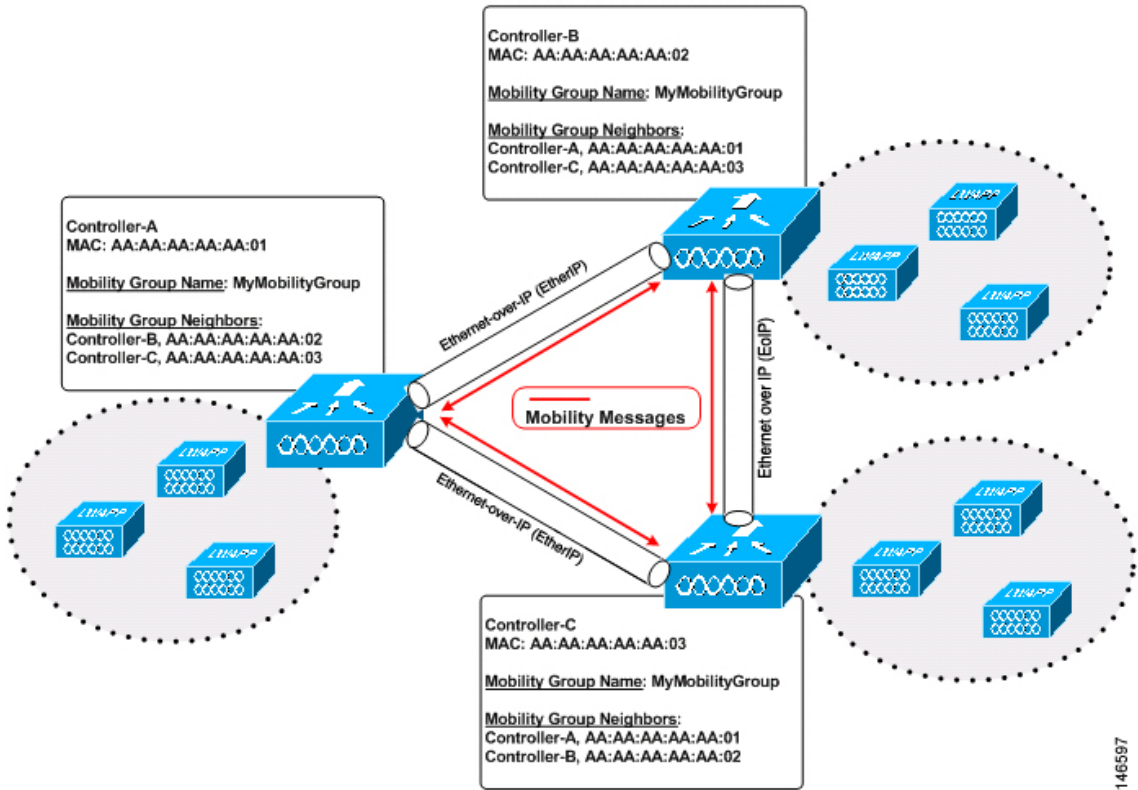 Controller-B
MAC: AA:AA:AA:AA:AA:02
Mobility Group Name: MyMobilityGroup
Mobility Group Neighbors:
Controller-A, AA:AA:AA:AA:AA:01
Controller-C, AA:AA:AA:AA:AA:03
Controller-A
MAC: AA:AA:AA:AA:AA:01
Mobility Group Name: MyMobilityGroup
Mobility Group Neighbors:
Controller-B, AA:AA:AA:AA:AA:02
Controller-C, AA:AA:AA:AA:AA:03
LWAPP
LWAPP
LWAPP
Ethernet-over-IP (EtherIP)
Ethernet over IP (EoIP)
Mobility Messages
Ethernet-over-IP (EtherIP)
LWAPP
LWAPP
LWAPP
LWAPP
LWAPP
LWAPP
Controller-C
MAC: AA:AA:AA:AA:AA:03
Mobility Group Name: MyMobilityGroup
Mobility Group Neighbors:
Controller-A, AA:AA:AA:AA:AA:01
Controller-B, AA:AA:AA:AA:AA:02
146597